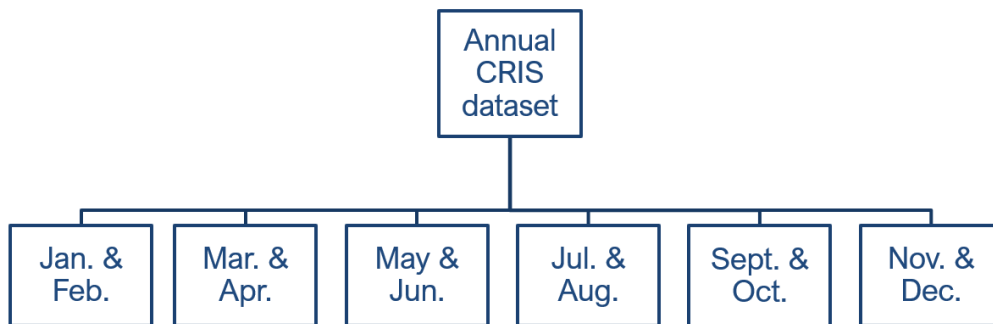 Annual
CRIS
dataset
Jan. &
Feb.
Mar. &
Apr.
May &
Jun.
Jul. &
Aug.
Sept. &
Oct.
Nov. &
Dec.